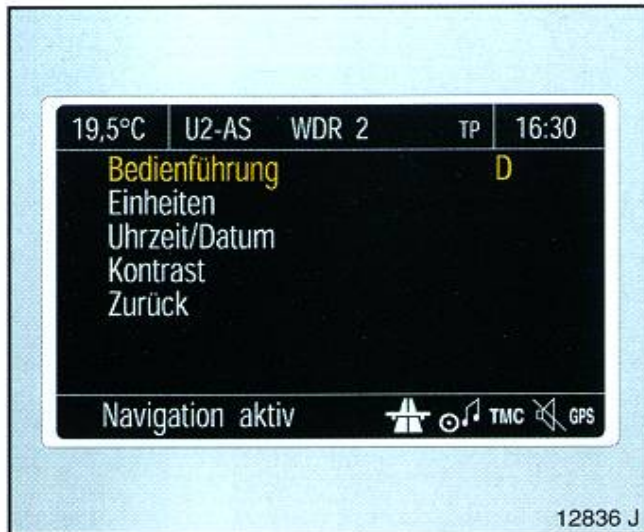 19,5°C U2-AS WDR 2 TP 16:30
Bedienführung D
Einheiten
Uhrzeit/Datum
Kontrast
Zurück
Navigation aktiv TMC GPS
12836 J